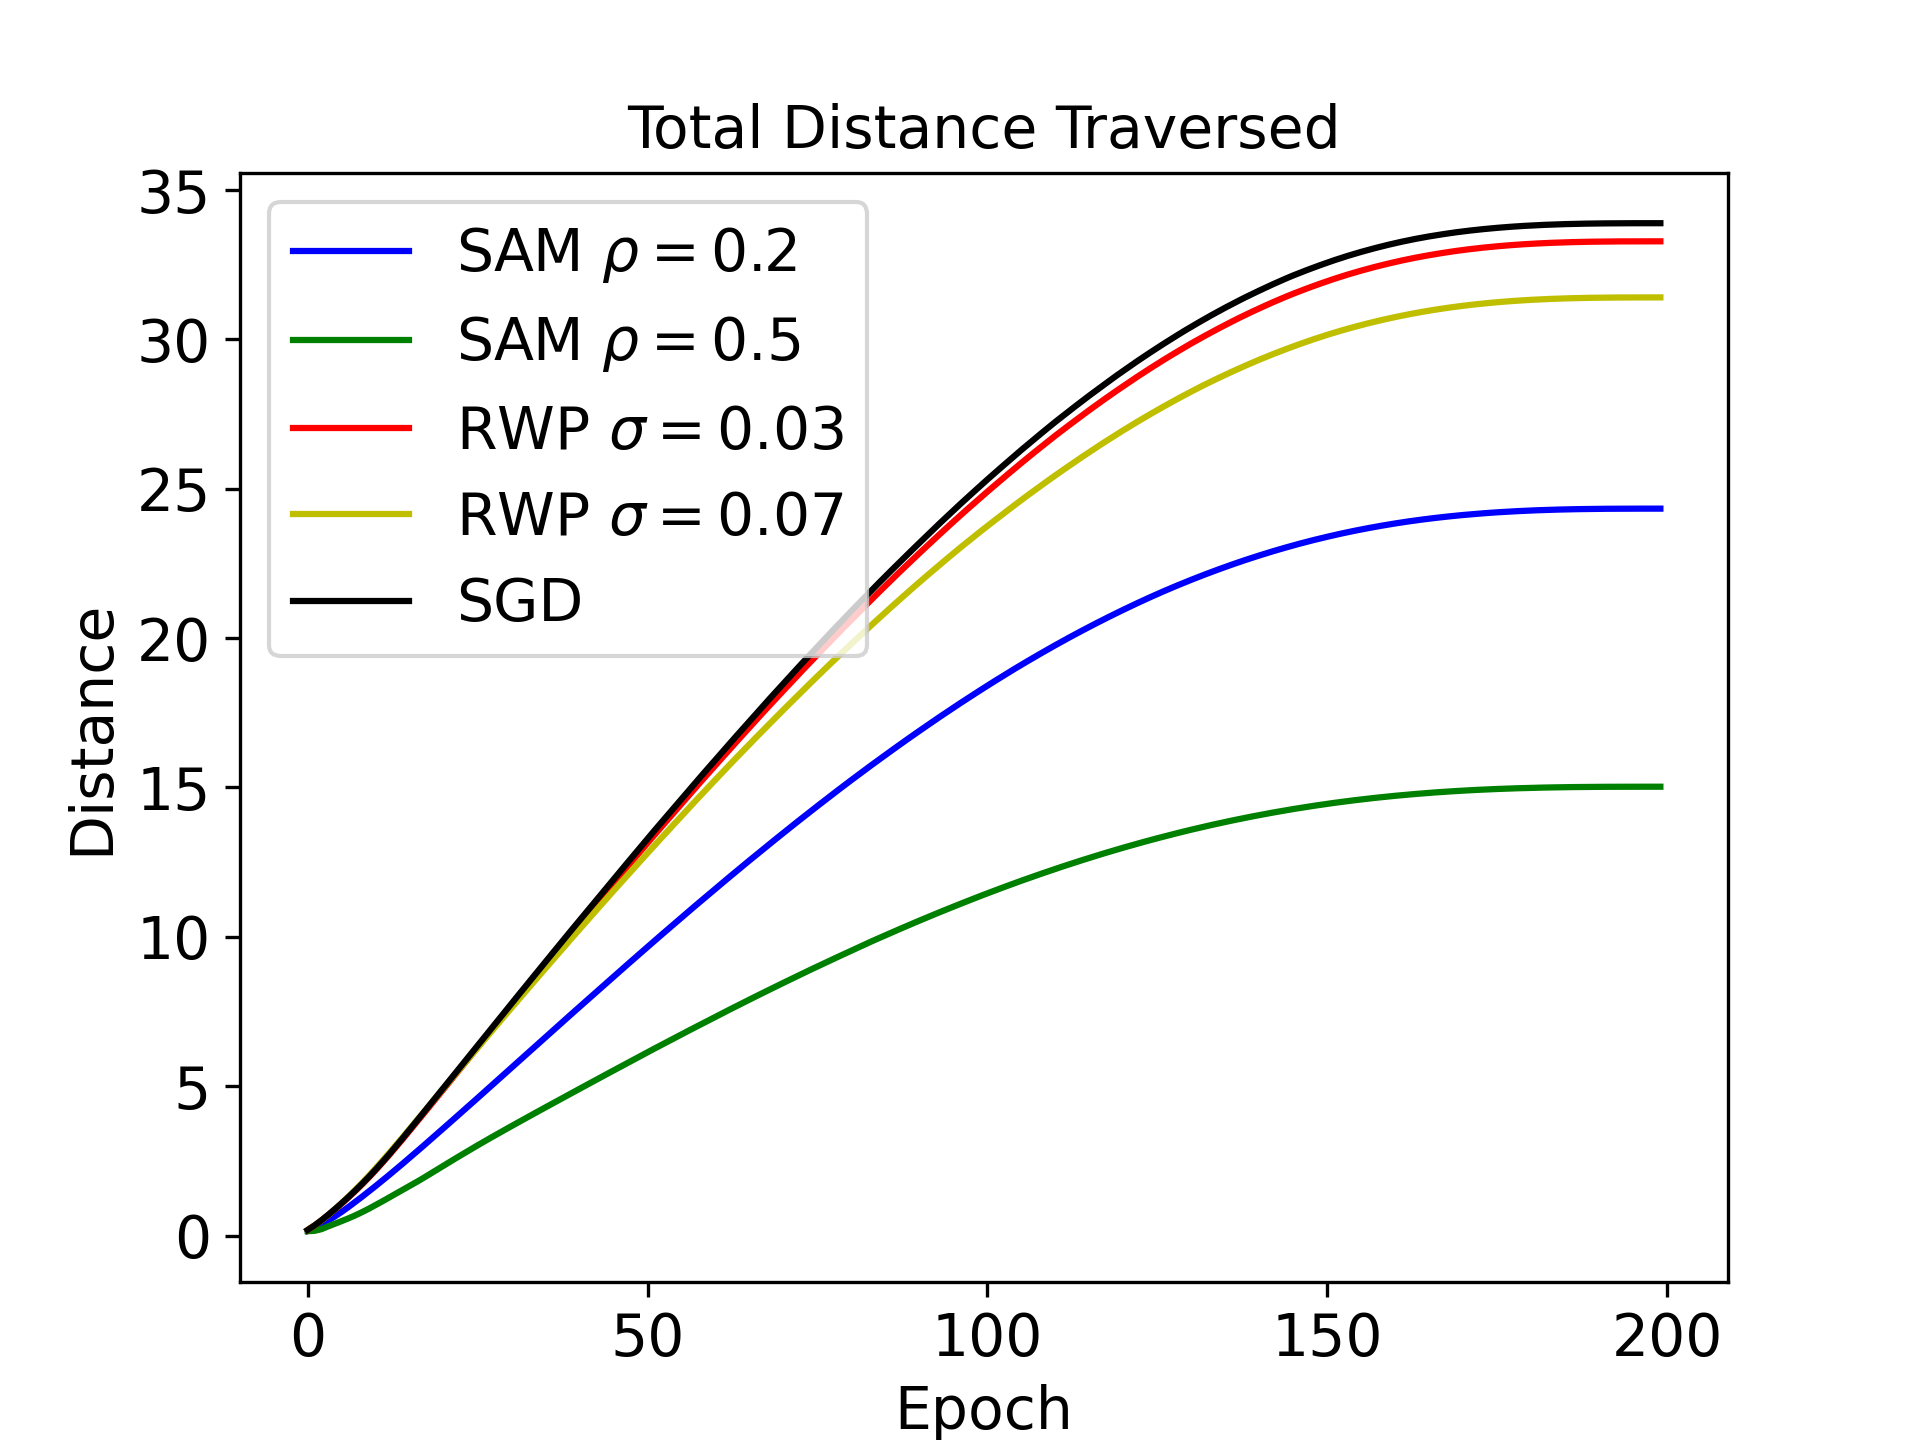 Total Distance Traversed
35
30
25
20
15
10
5
0
Distance
SAM ρ = 0.2
SAM ρ = 0.5
RWP σ = 0.03
RWP σ = 0.07
SGD
0 50 100 150 200
Epoch